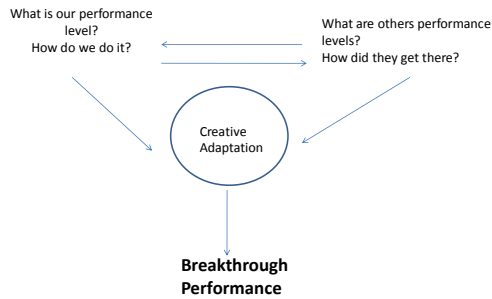 What is our performance
level?
How do we do it?
What are others performance
levels?
How did they get there?
Creative
Adaptation
Breakthrough
Performance